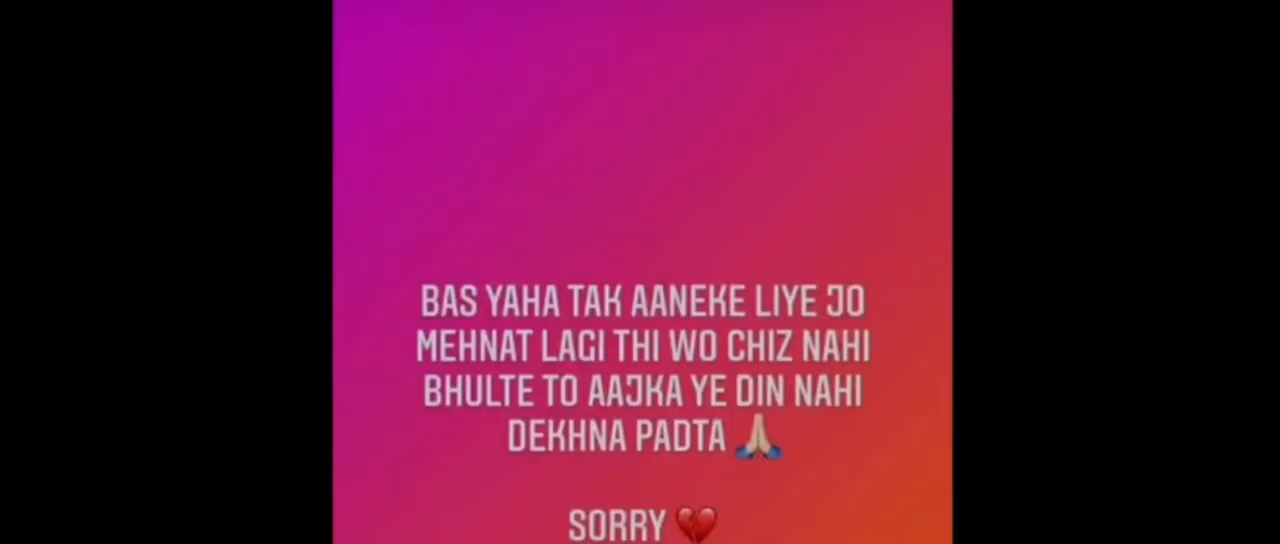 BAS YAHA TAK AANEKE LIYE JO
MEHNAT LAGI THI WO CHIZ NAHI
BHULTE TO AAJKA YE DIN NAHI
DEKHNA PADTA 🙏🏼
SORRY 💔